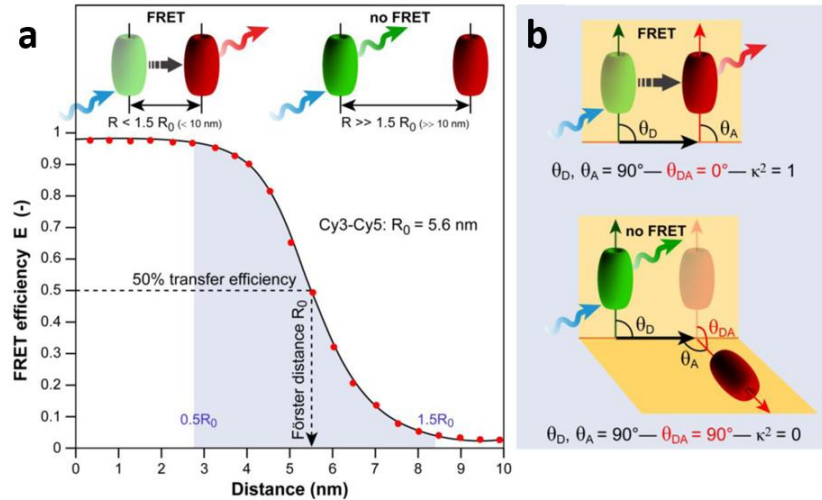 a
FRET
no FRET
R < 1.5 R₀ (< 10 nm)
R >> 1.5 R₀ (>> 10 nm)
1
0.9
0.8
0.7
0.6
0.5
0.4
0.3
0.2
0.1
0
FRET efficiency E (-)
Cy3-Cy5: R₀ = 5.6 nm
50% transfer efficiency
Förster distance R₀
0.5R₀
1.5R₀
0 1 2 3 4 5 6 7 8 9 10
Distance (nm)
b
FRET
θD
θA
θD, θA = 90°— θDA = 0°— κ² = 1
no FRET
θD
θDA
θA
θD, θA = 90°— θDA = 90°— κ² = 0